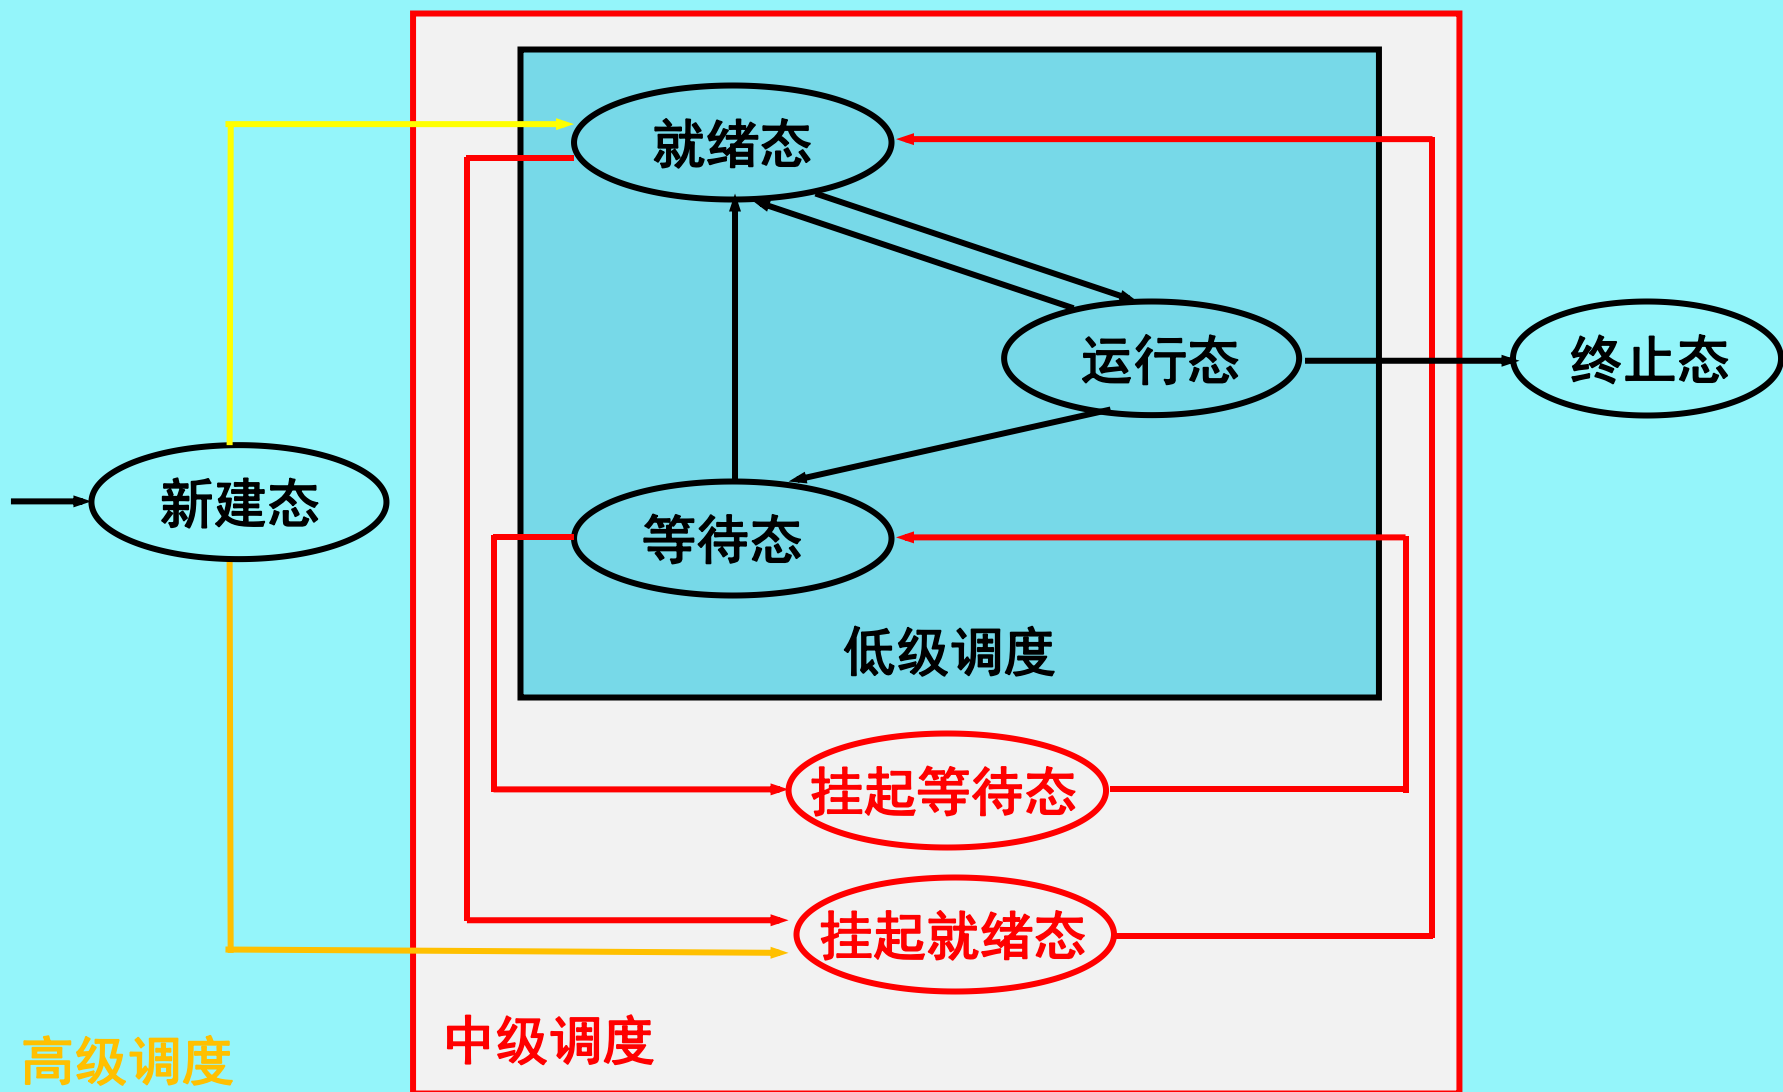 就绪态
运行态
终止态
新建态
等待态
低级调度
挂起等待态
挂起就绪态
中级调度
高级调度